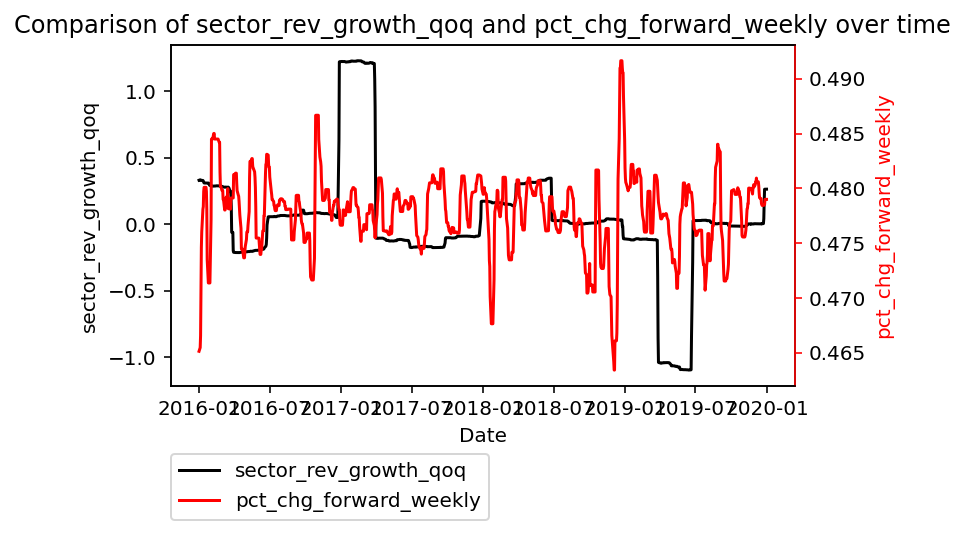 Comparison of sector_rev_growth_qoq and pct_chg_forward_weekly over time
sector_rev_growth_qoq
1.0
0.5
0.0
−0.5
−1.0
0.490
0.485
0.480
0.475
0.470
0.465
pct_chg_forward_weekly
2016-01 2016-07 2017-01 2017-07 2018-01 2018-07 2019-01 2019-07 2020-01
Date
sector_rev_growth_qoq
pct_chg_forward_weekly